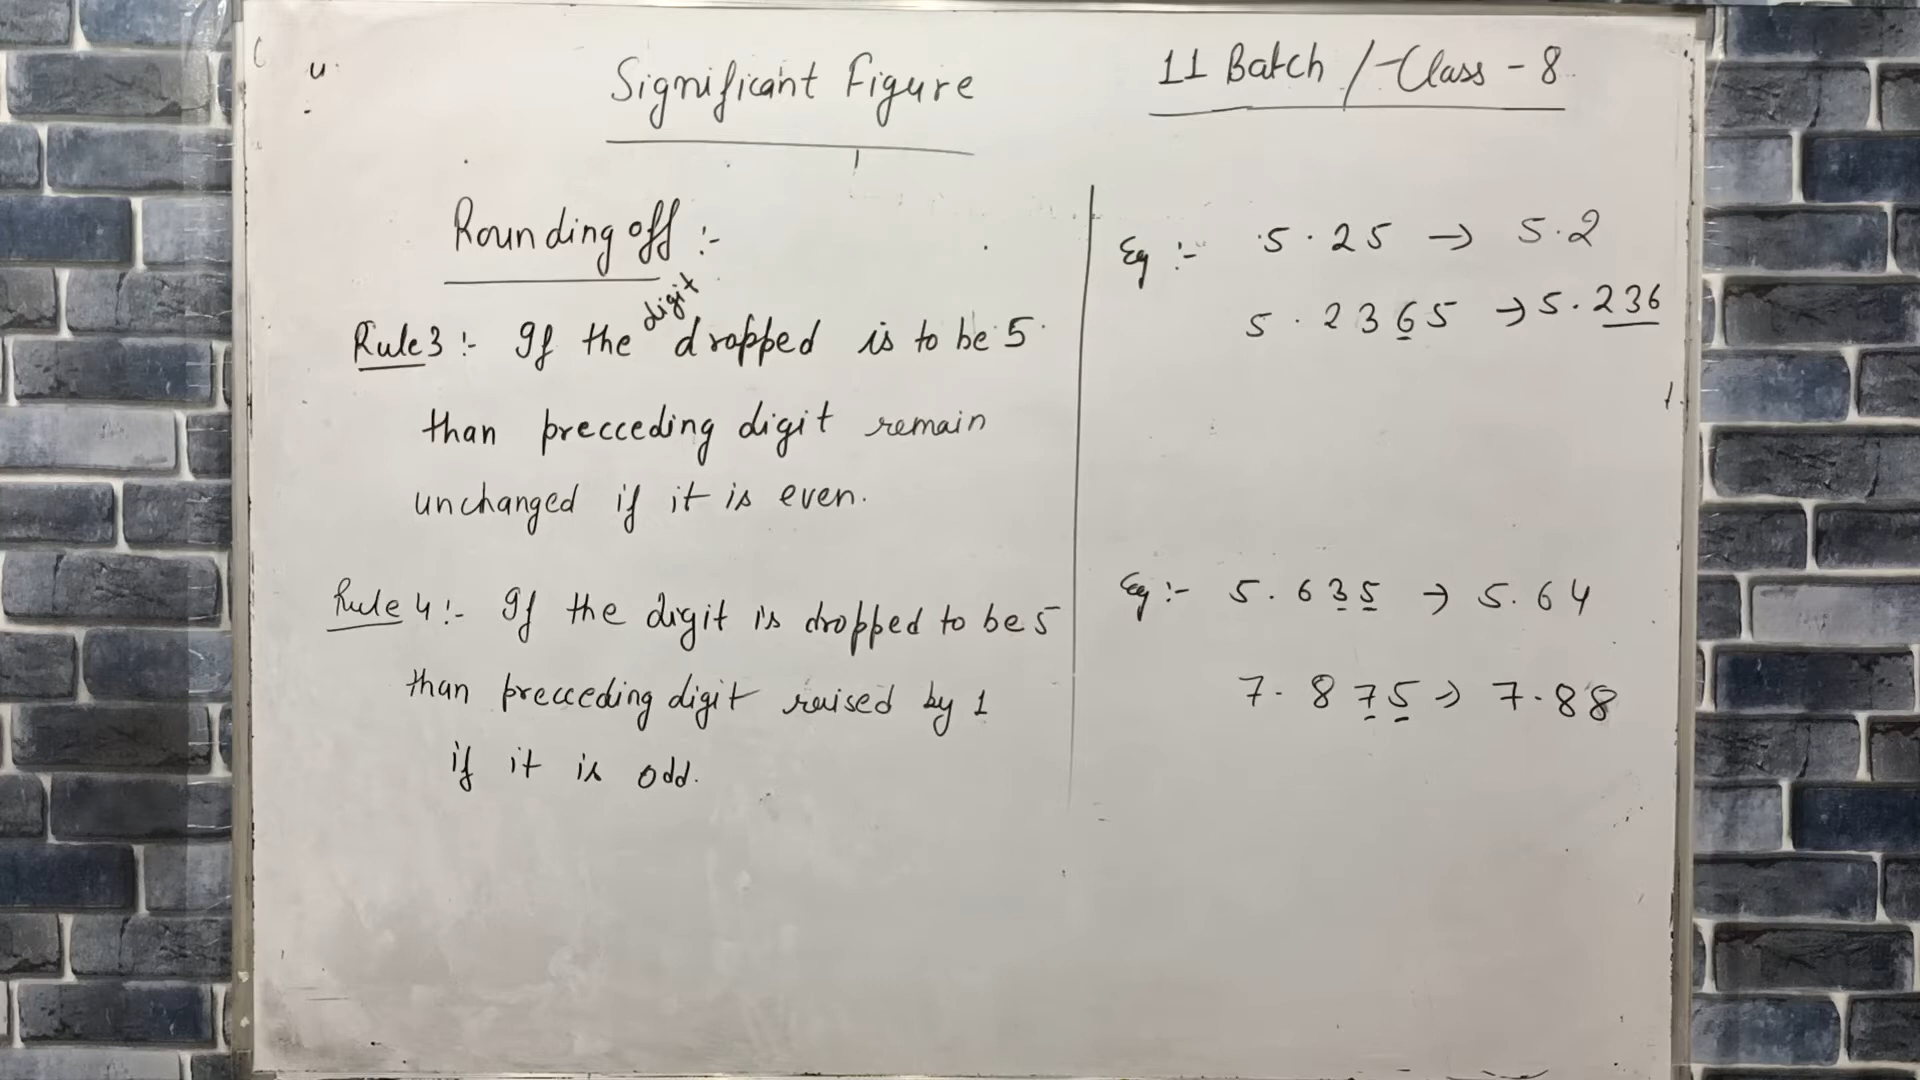 Significant Figure
11 Batch / Class - 8
Rounding off :-
Rule 3 :- If the digit dropped is to be 5
than precceding digit remain
unchanged if it is even.
Eg :- 5.25 → 5.2
5.2365 → 5.236
Rule 4 :- If the digit is dropped to be 5
than precceding digit raised by 1
if it is odd.
Eg :- 5.635 → 5.64
7.875 → 7.88